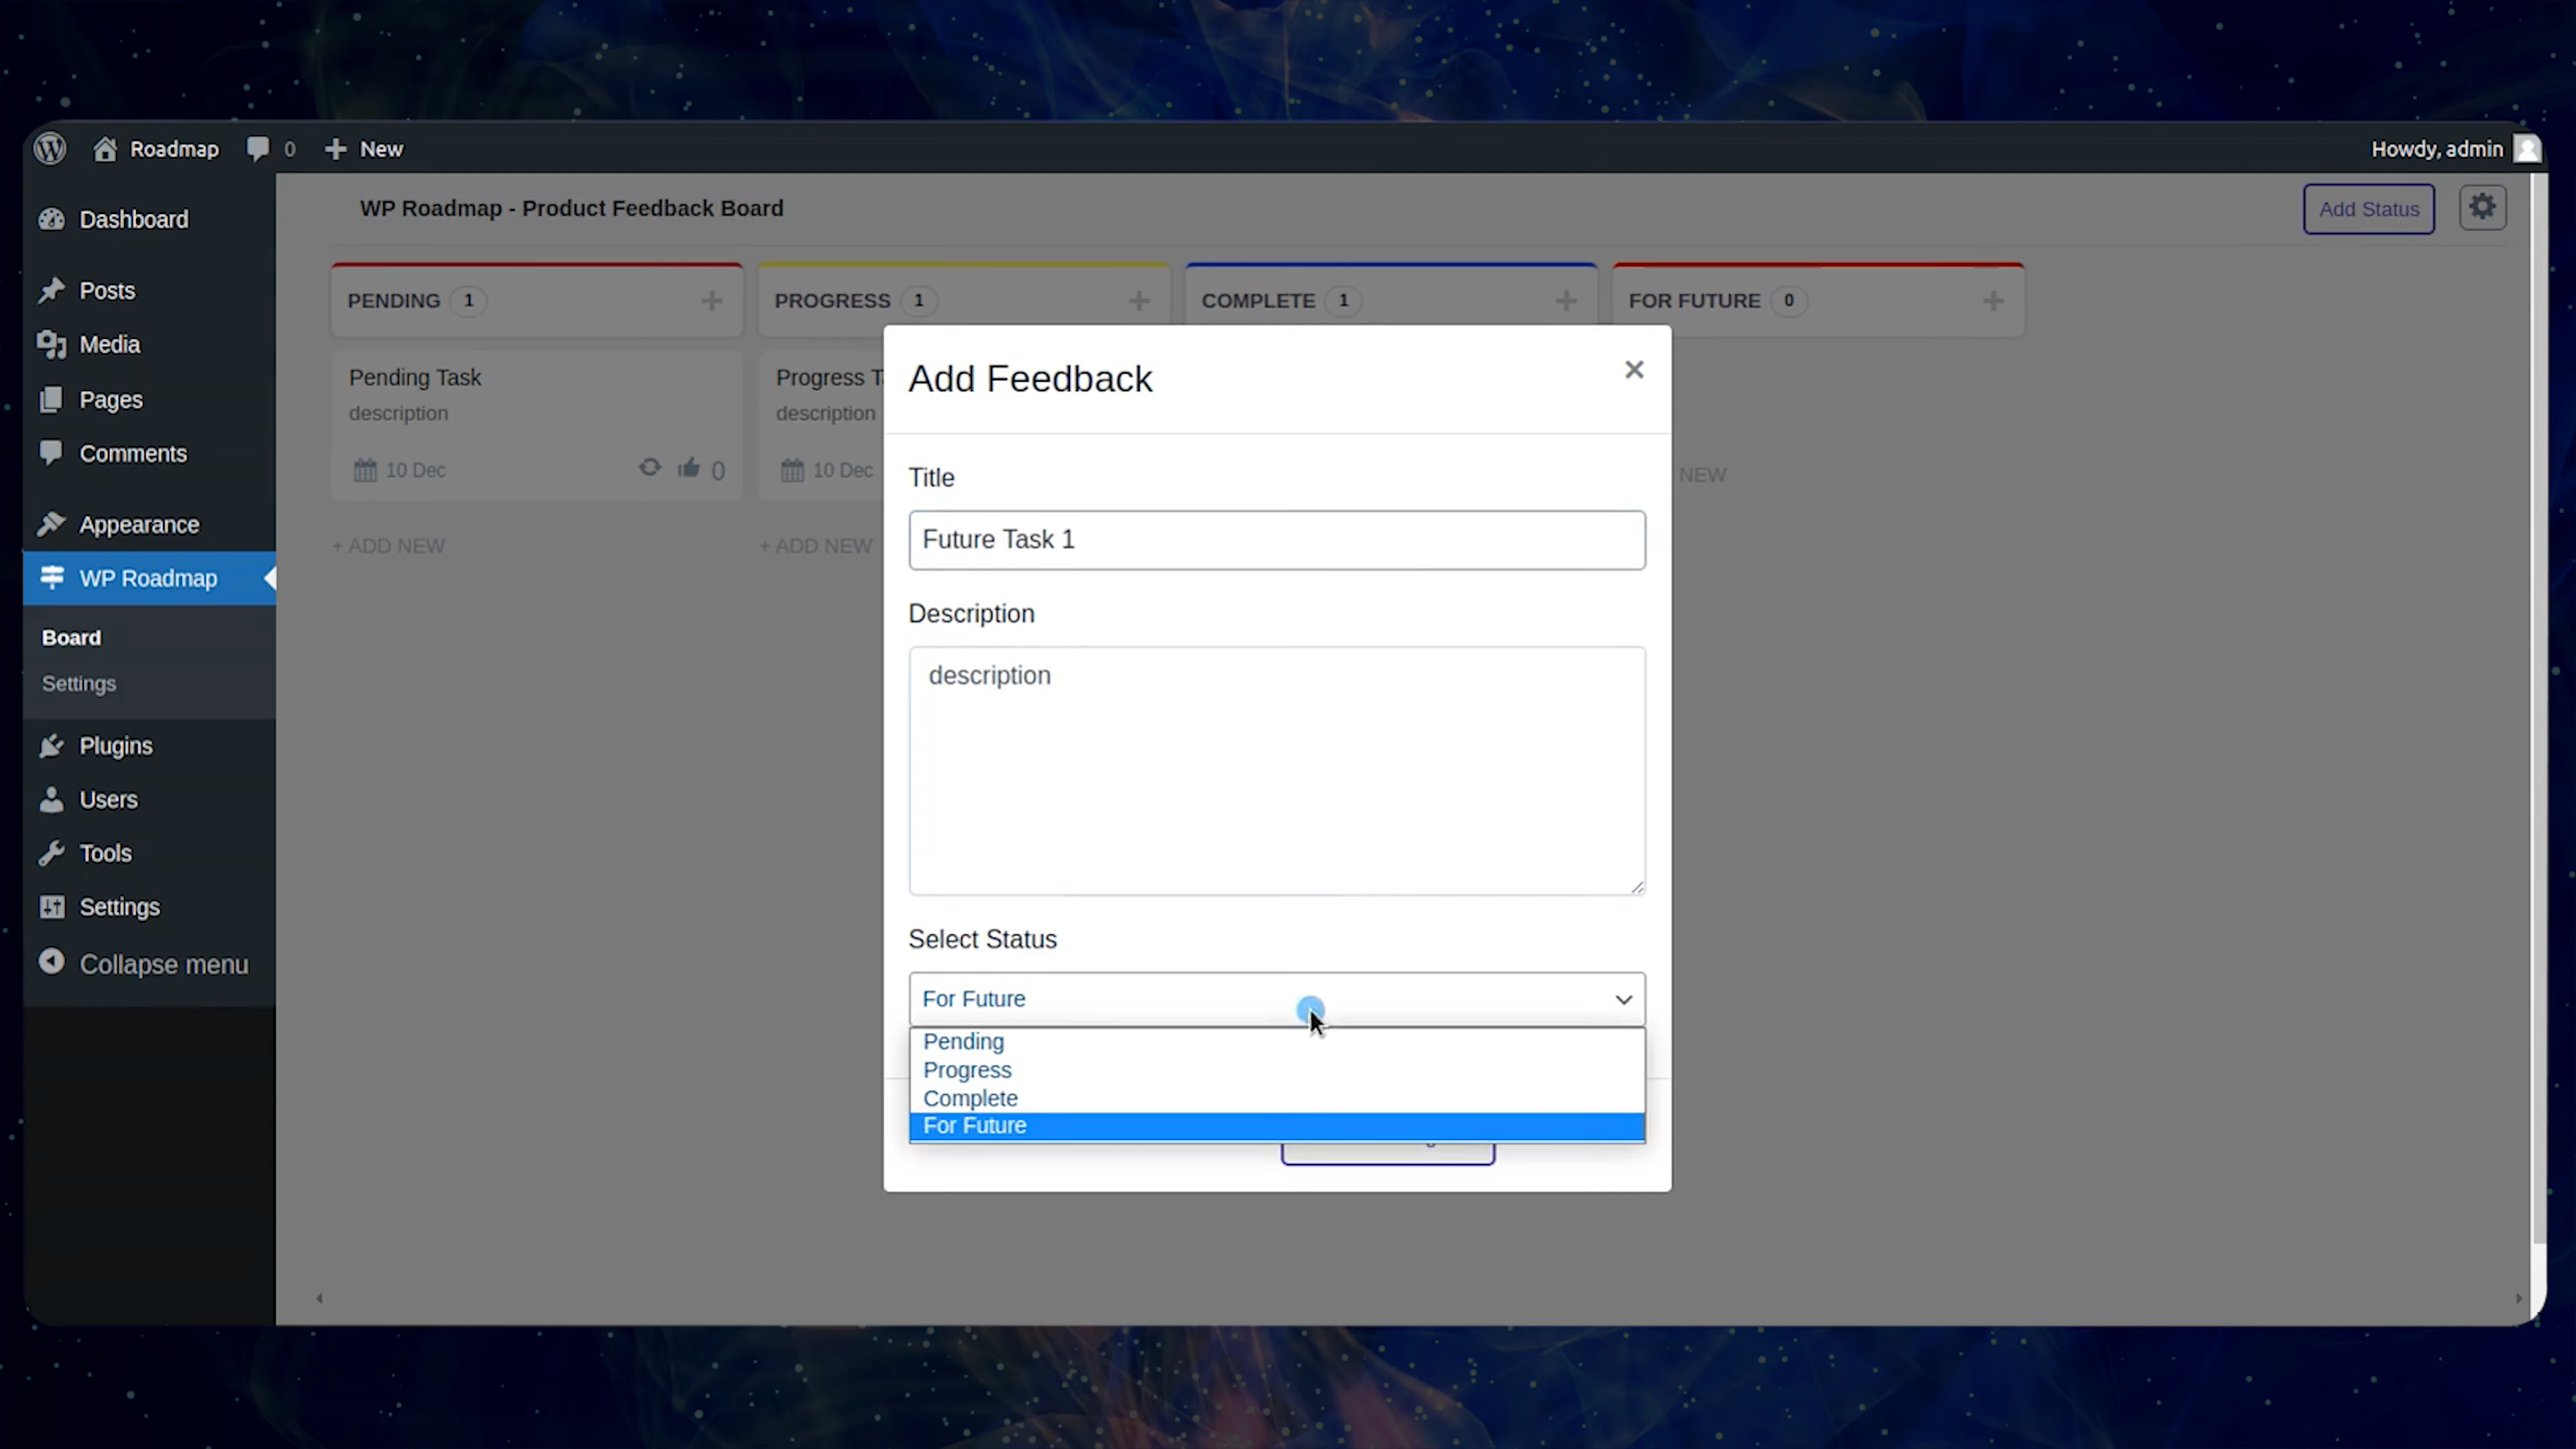 Roadmap 0 New Howdy, admin
Dashboard
Posts
Media
Pages
Comments
Appearance
WP Roadmap
Board
Settings
Plugins
Users
Tools
Settings
Collapse menu
WP Roadmap - Product Feedback Board
Add Status
PENDING 1
PROGRESS 1
COMPLETE 1
FOR FUTURE 0
Pending Task
description
10 Dec 0
+ ADD NEW
Progress
description
10 Dec
+ ADD NEW
NEW
Add Feedback
Title
Future Task 1
Description
description
Select Status
For Future
Pending
Progress
Complete
For Future